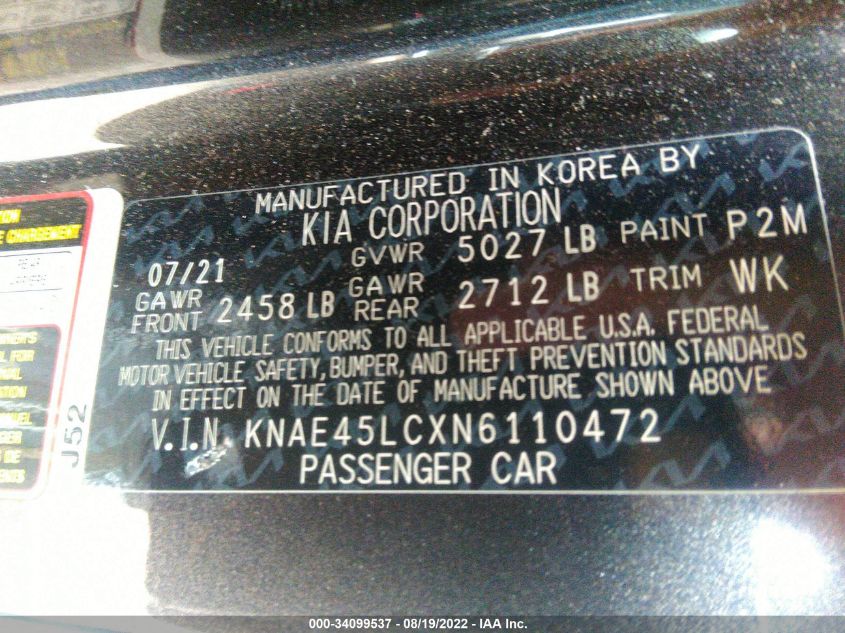 MANUFACTURED IN KOREA BY
KIA CORPORATION
07/21 GVWR 5027 LB PAINT P2M
GAWR FRONT 2458 LB GAWR REAR 2712 LB TRIM WK
THIS VEHICLE CONFORMS TO ALL APPLICABLE U.S.A. FEDERAL
MOTOR VEHICLE SAFETY, BUMPER, AND THEFT PREVENTION STANDARDS
IN EFFECT ON THE DATE OF MANUFACTURE SHOWN ABOVE
V.I.N. KNAE45LCXN6110472
PASSENGER CAR
CHARGEMENT
J52
000-34099537 - 08/19/2022 - IAA Inc.